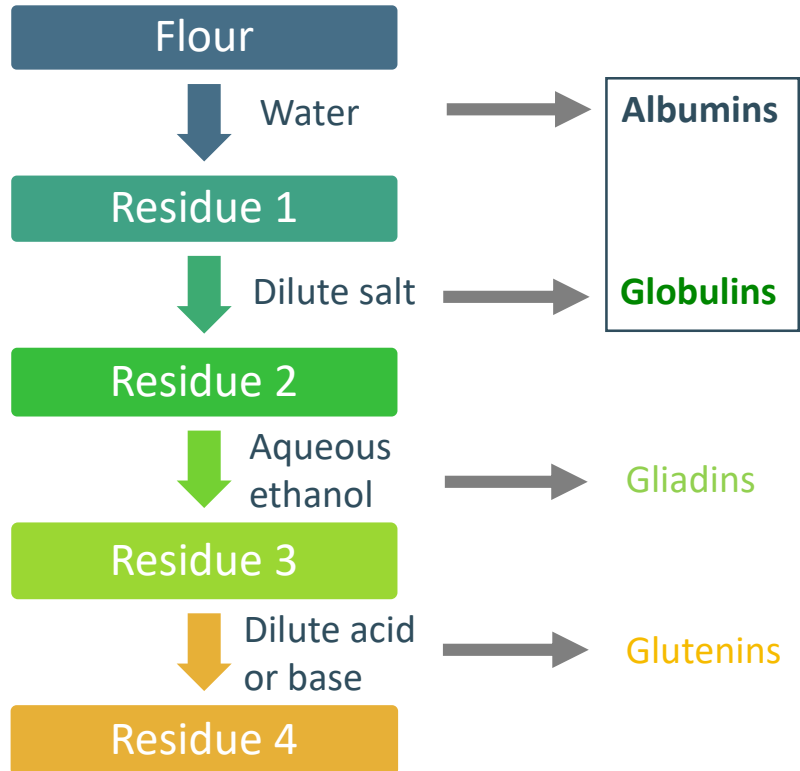 Flour
Water
Albumins
Residue 1
Dilute salt
Globulins
Residue 2
Aqueous
ethanol
Gliadins
Residue 3
Dilute acid
or base
Glutenins
Residue 4